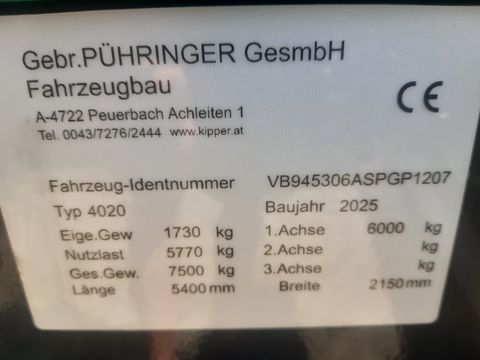 Gebr.PÜHRINGER GesmbH
Fahrzeugbau
CE
A-4722 Peuerbach Achleiten 1
Tel. 0043/7276/2444 www.kipper.at
Fahrzeug-Identnummer VB945306ASPGP1207
Typ 4020 Baujahr 2025
Eige.Gew 1730 kg 1.Achse 6000 kg
Nutzlast 5770 kg 2.Achse kg
Ges.Gew. 7500 kg 3.Achse kg
Länge 5400 mm Breite 2150 mm